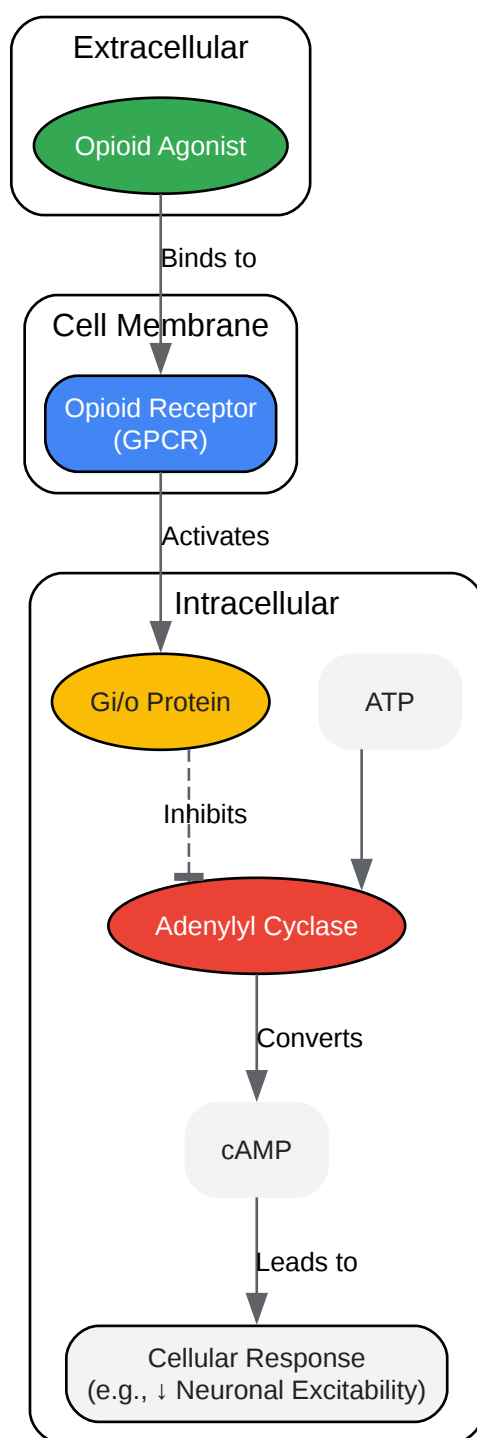 Extracellular
Opioid Agonist
Binds to
Cell Membrane
Opioid Receptor
(GPCR)
Activates
Intracellular
Gi/o Protein
ATP
Inhibits
Adenylyl Cyclase
Converts
cAMP
Leads to
Cellular Response
(e.g., ↓ Neuronal Excitability)